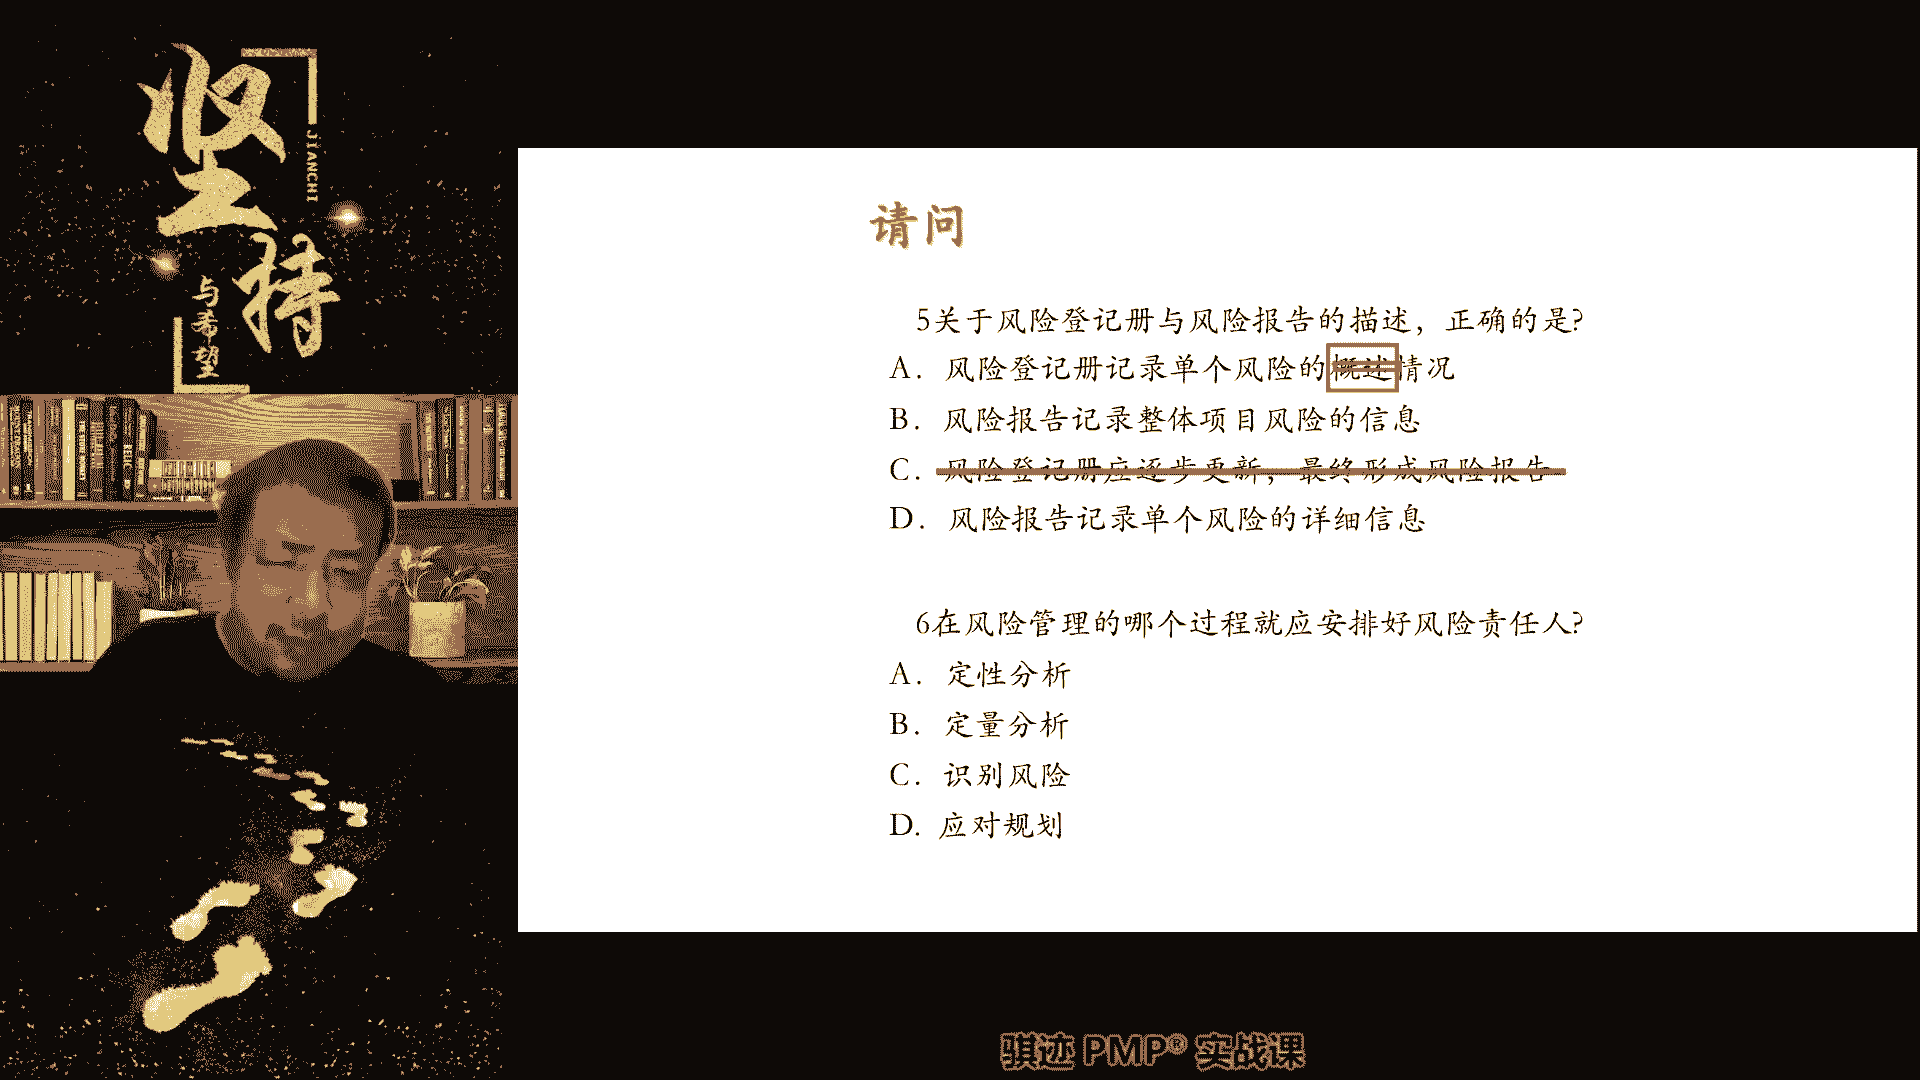 坚持
JIANCHI
与希望
请问
5关于风险登记册与风险报告的描述，正确的是?
A. 风险登记册记录单个风险的概述情况
B. 风险报告记录整体项目风险的信息
C. 风险登记册应逐步更新，最终形成风险报告
D. 风险报告记录单个风险的详细信息
6在风险管理的哪个过程就应安排好风险责任人?
A. 定性分析
B. 定量分析
C. 识别风险
D. 应对规划
骐迹 PMP® 实战课